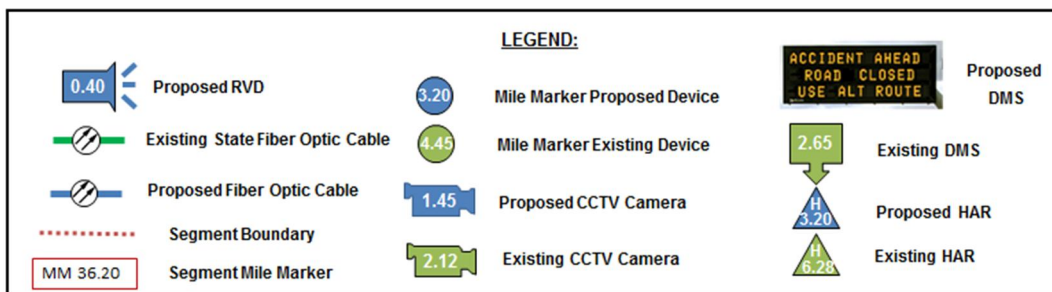 LEGEND:
0.40
Proposed RVD
Existing State Fiber Optic Cable
Proposed Fiber Optic Cable
Segment Boundary
MM 36.20
Segment Mile Marker
3.20
Mile Marker Proposed Device
4.45
Mile Marker Existing Device
1.45
Proposed CCTV Camera
2.12
Existing CCTV Camera
ACCIDENT AHEAD
ROAD CLOSED
USE ALT ROUTE
Proposed
DMS
2.65
Existing DMS
H
3.20
Proposed HAR
H
6.28
Existing HAR